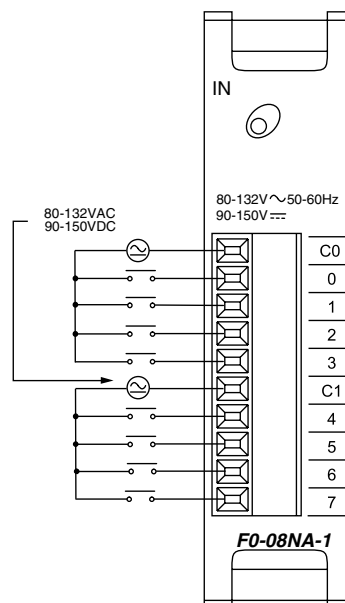 IN
80-132V∿50-60Hz
90-150V⎓
80-132VAC
90-150VDC
C0
0
1
2
3
C1
4
5
6
7
F0-08NA-1